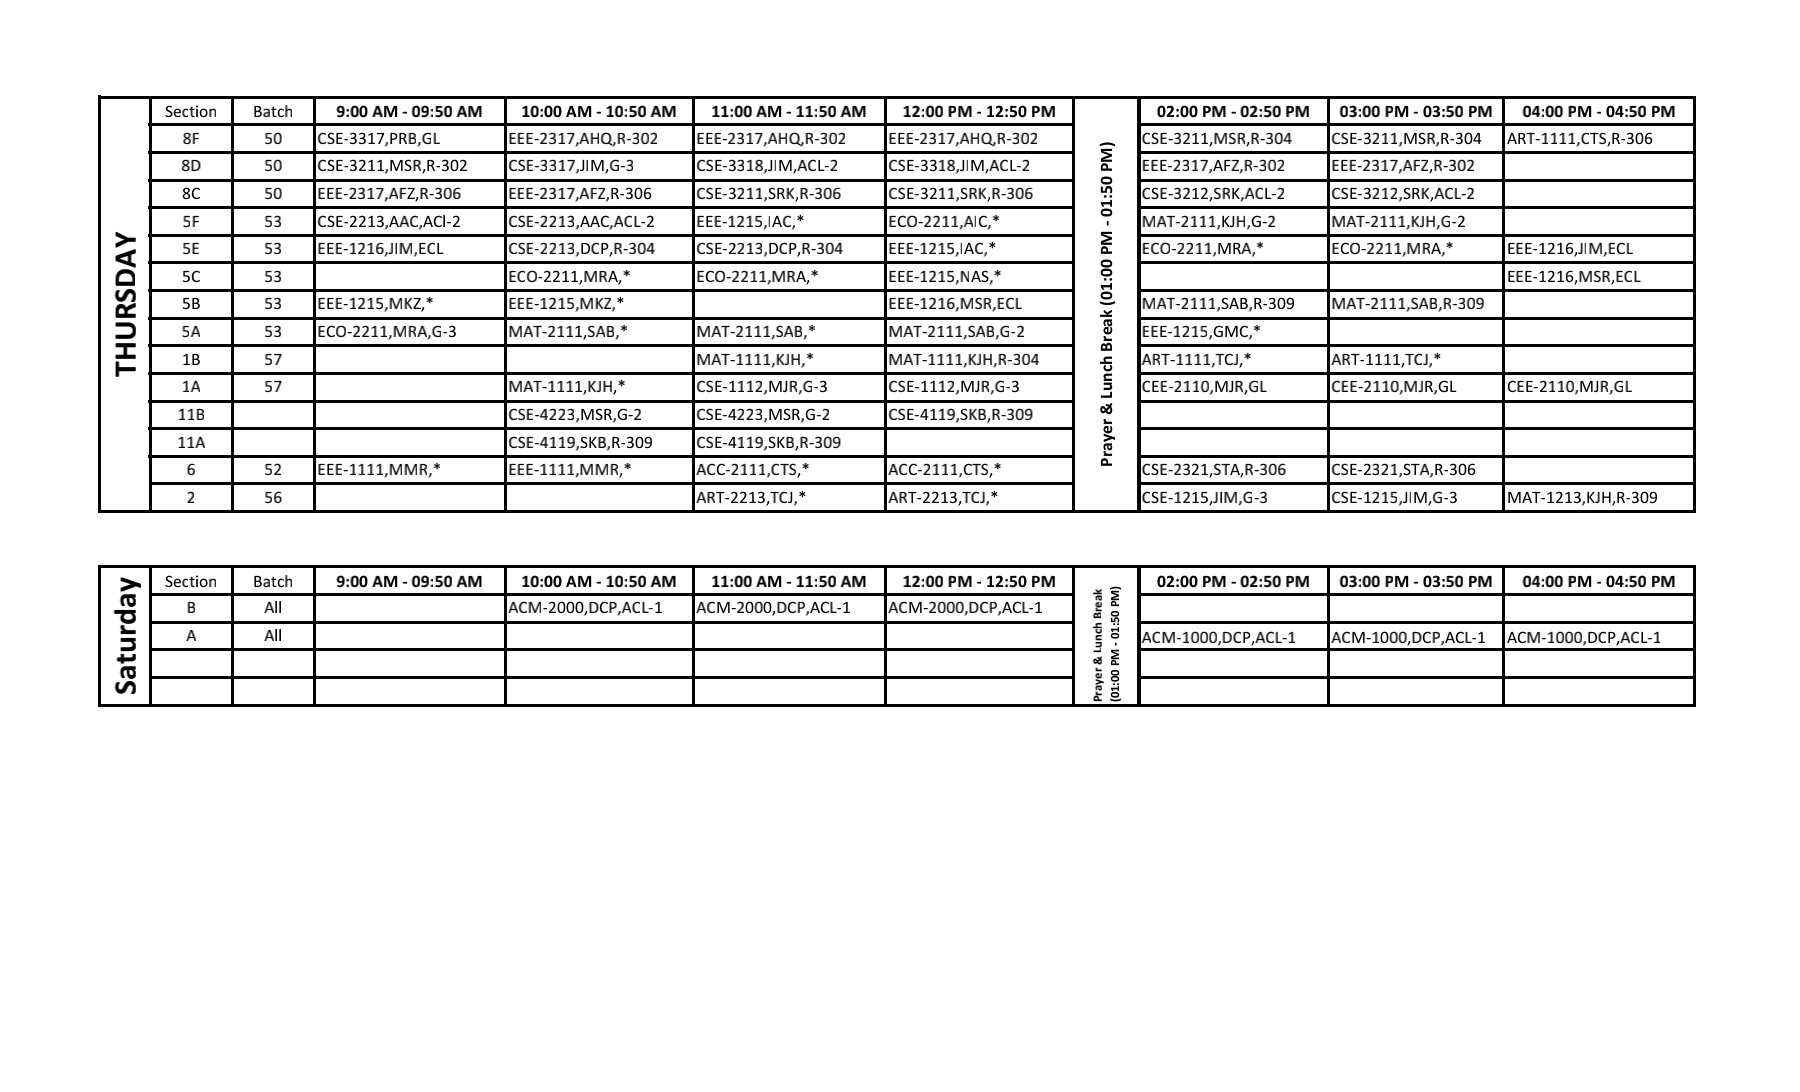 THURSDAY
Section Batch 9:00 AM - 09:50 AM 10:00 AM - 10:50 AM 11:00 AM - 11:50 AM 12:00 PM - 12:50 PM Prayer & Lunch Break (01:00 PM - 01:50 PM) 02:00 PM - 02:50 PM 03:00 PM - 03:50 PM 04:00 PM - 04:50 PM
8F 50 CSE-3317,PRB,GL EEE-2317,AHQ,R-302 EEE-2317,AHQ,R-302 EEE-2317,AHQ,R-302 CSE-3211,MSR,R-304 CSE-3211,MSR,R-304 ART-1111,CTS,R-306
8D 50 CSE-3211,MSR,R-302 CSE-3317,JIM,G-3 CSE-3318,JIM,ACL-2 CSE-3318,JIM,ACL-2 EEE-2317,AFZ,R-302 EEE-2317,AFZ,R-302
8C 50 EEE-2317,AFZ,R-306 EEE-2317,AFZ,R-306 CSE-3211,SRK,R-306 CSE-3211,SRK,R-306 CSE-3212,SRK,ACL-2 CSE-3212,SRK,ACL-2
5F 53 CSE-2213,AAC,ACl-2 CSE-2213,AAC,ACL-2 EEE-1215,IAC,* ECO-2211,AIC,* MAT-2111,KJH,G-2 MAT-2111,KJH,G-2
5E 53 EEE-1216,JIM,ECL CSE-2213,DCP,R-304 CSE-2213,DCP,R-304 EEE-1215,IAC,* ECO-2211,MRA,* ECO-2211,MRA,* EEE-1216,JIM,ECL
5C 53 ECO-2211,MRA,* ECO-2211,MRA,* EEE-1215,NAS,* EEE-1216,MSR,ECL
5B 53 EEE-1215,MKZ,* EEE-1215,MKZ,* EEE-1216,MSR,ECL MAT-2111,SAB,R-309 MAT-2111,SAB,R-309
5A 53 ECO-2211,MRA,G-3 MAT-2111,SAB,* MAT-2111,SAB,* MAT-2111,SAB,G-2 EEE-1215,GMC,*
1B 57 MAT-1111,KJH,* MAT-1111,KJH,R-304 ART-1111,TCJ,* ART-1111,TCJ,*
1A 57 MAT-1111,KJH,* CSE-1112,MJR,G-3 CSE-1112,MJR,G-3 CEE-2110,MJR,GL CEE-2110,MJR,GL CEE-2110,MJR,GL
11B CSE-4223,MSR,G-2 CSE-4223,MSR,G-2 CSE-4119,SKB,R-309
11A CSE-4119,SKB,R-309 CSE-4119,SKB,R-309
6 52 EEE-1111,MMR,* EEE-1111,MMR,* ACC-2111,CTS,* ACC-2111,CTS,* CSE-2321,STA,R-306 CSE-2321,STA,R-306
2 56 ART-2213,TCJ,* ART-2213,TCJ,* CSE-1215,JIM,G-3 CSE-1215,JIM,G-3 MAT-1213,KJH,R-309
Saturday
Section Batch 9:00 AM - 09:50 AM 10:00 AM - 10:50 AM 11:00 AM - 11:50 AM 12:00 PM - 12:50 PM Prayer & Lunch Break (01:00 PM - 01:50 PM) 02:00 PM - 02:50 PM 03:00 PM - 03:50 PM 04:00 PM - 04:50 PM
B All ACM-2000,DCP,ACL-1 ACM-2000,DCP,ACL-1 ACM-2000,DCP,ACL-1
A All ACM-1000,DCP,ACL-1 ACM-1000,DCP,ACL-1 ACM-1000,DCP,ACL-1